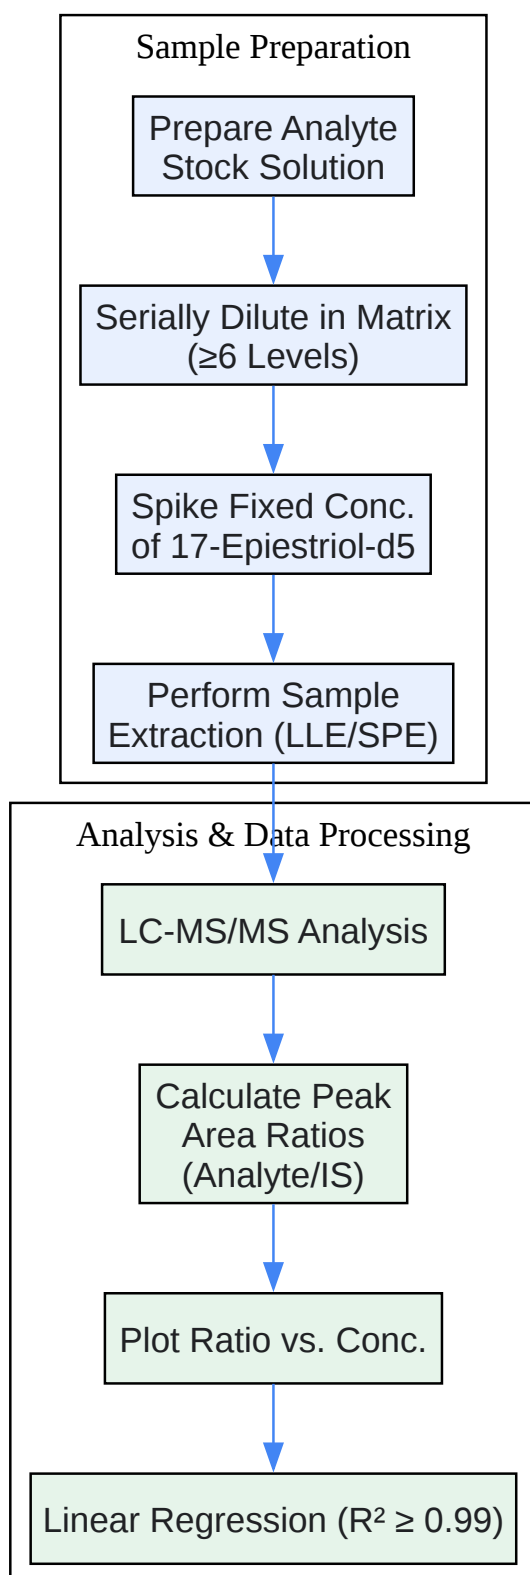 Sample Preparation
Prepare Analyte
Stock Solution
Serially Dilute in Matrix
(≥6 Levels)
Spike Fixed Conc.
of 17-Epiestriol-d5
Perform Sample
Extraction (LLE/SPE)
Analysis & Data Processing
LC-MS/MS Analysis
Calculate Peak
Area Ratios
(Analyte/IS)
Plot Ratio vs. Conc.
Linear Regression (R² ≥ 0.99)